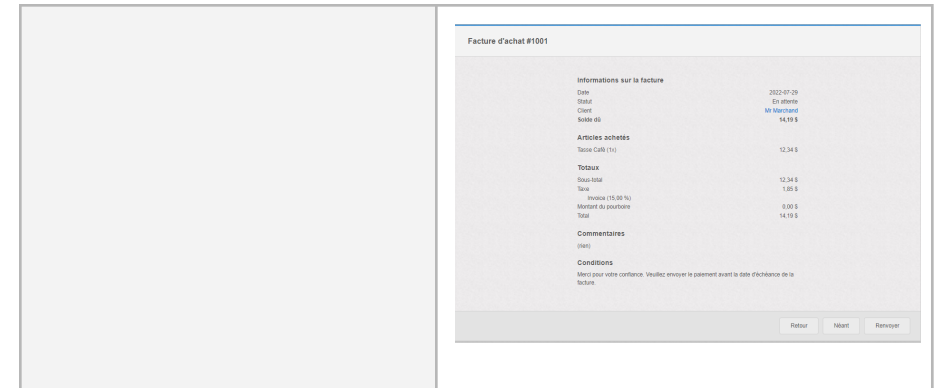 Facture d'achat #1001
Informations sur la facture
Date 2022-07-29
Statut En attente
Client Mr Marchand
Solde dû 14,19 $
Articles achetés
Tasse Café (1x) 12,34 $
Totaux
Sous-total 12,34 $
Taxe 1,85 $
Invoice (15,00 %)
Montant du pourboire 0,00 $
Total 14,19 $
Commentaires
(rien)
Conditions
Merci pour votre confiance. Veuillez envoyer le paiement avant la date d'échéance de la
facture.
Retour Néant Renvoyer